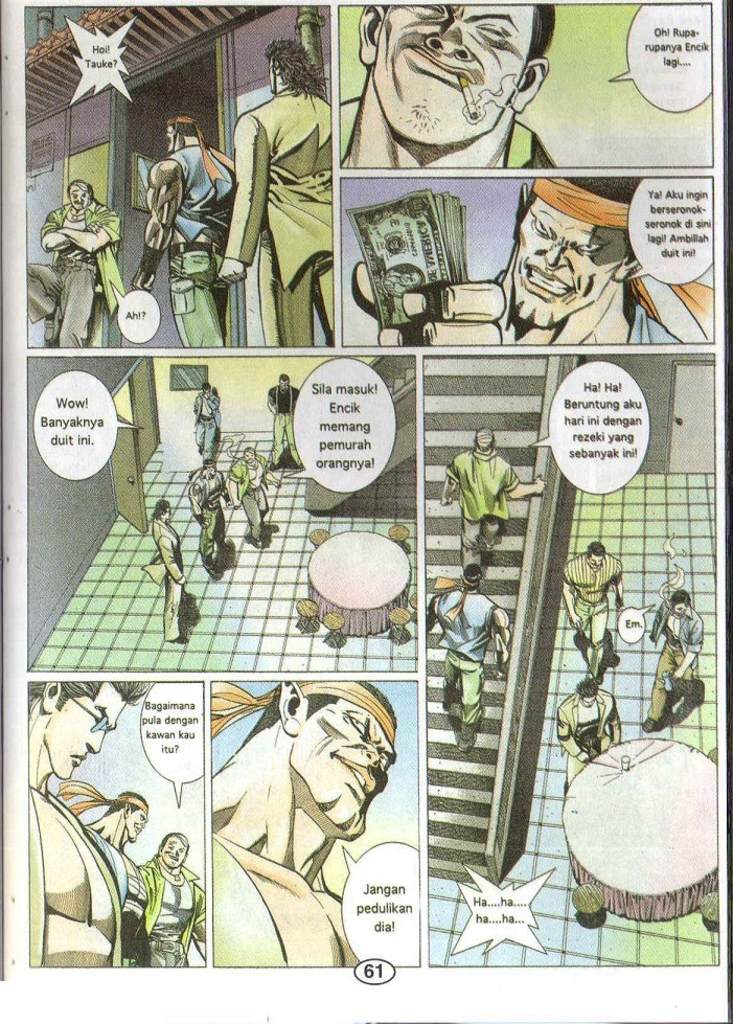 Hoi!
Tauke?
Ah!?
Oh! Rupa-
rupanya Encik
lagi....
Ya! Aku ingin
berseronok-
seronok di sini
lagi! Ambillah
duit ini!
Wow!
Banyaknya
duit ini.
Sila masuk!
Encik
memang
pemurah
orangnya!
Ha! Ha!
Beruntung aku
hari ini dengan
rezeki yang
sebanyak ini!
Em.
Bagaimana
pula dengan
kawan kau
itu?
Jangan
pedulikan
dia!
Ha....ha....
ha....ha...
61